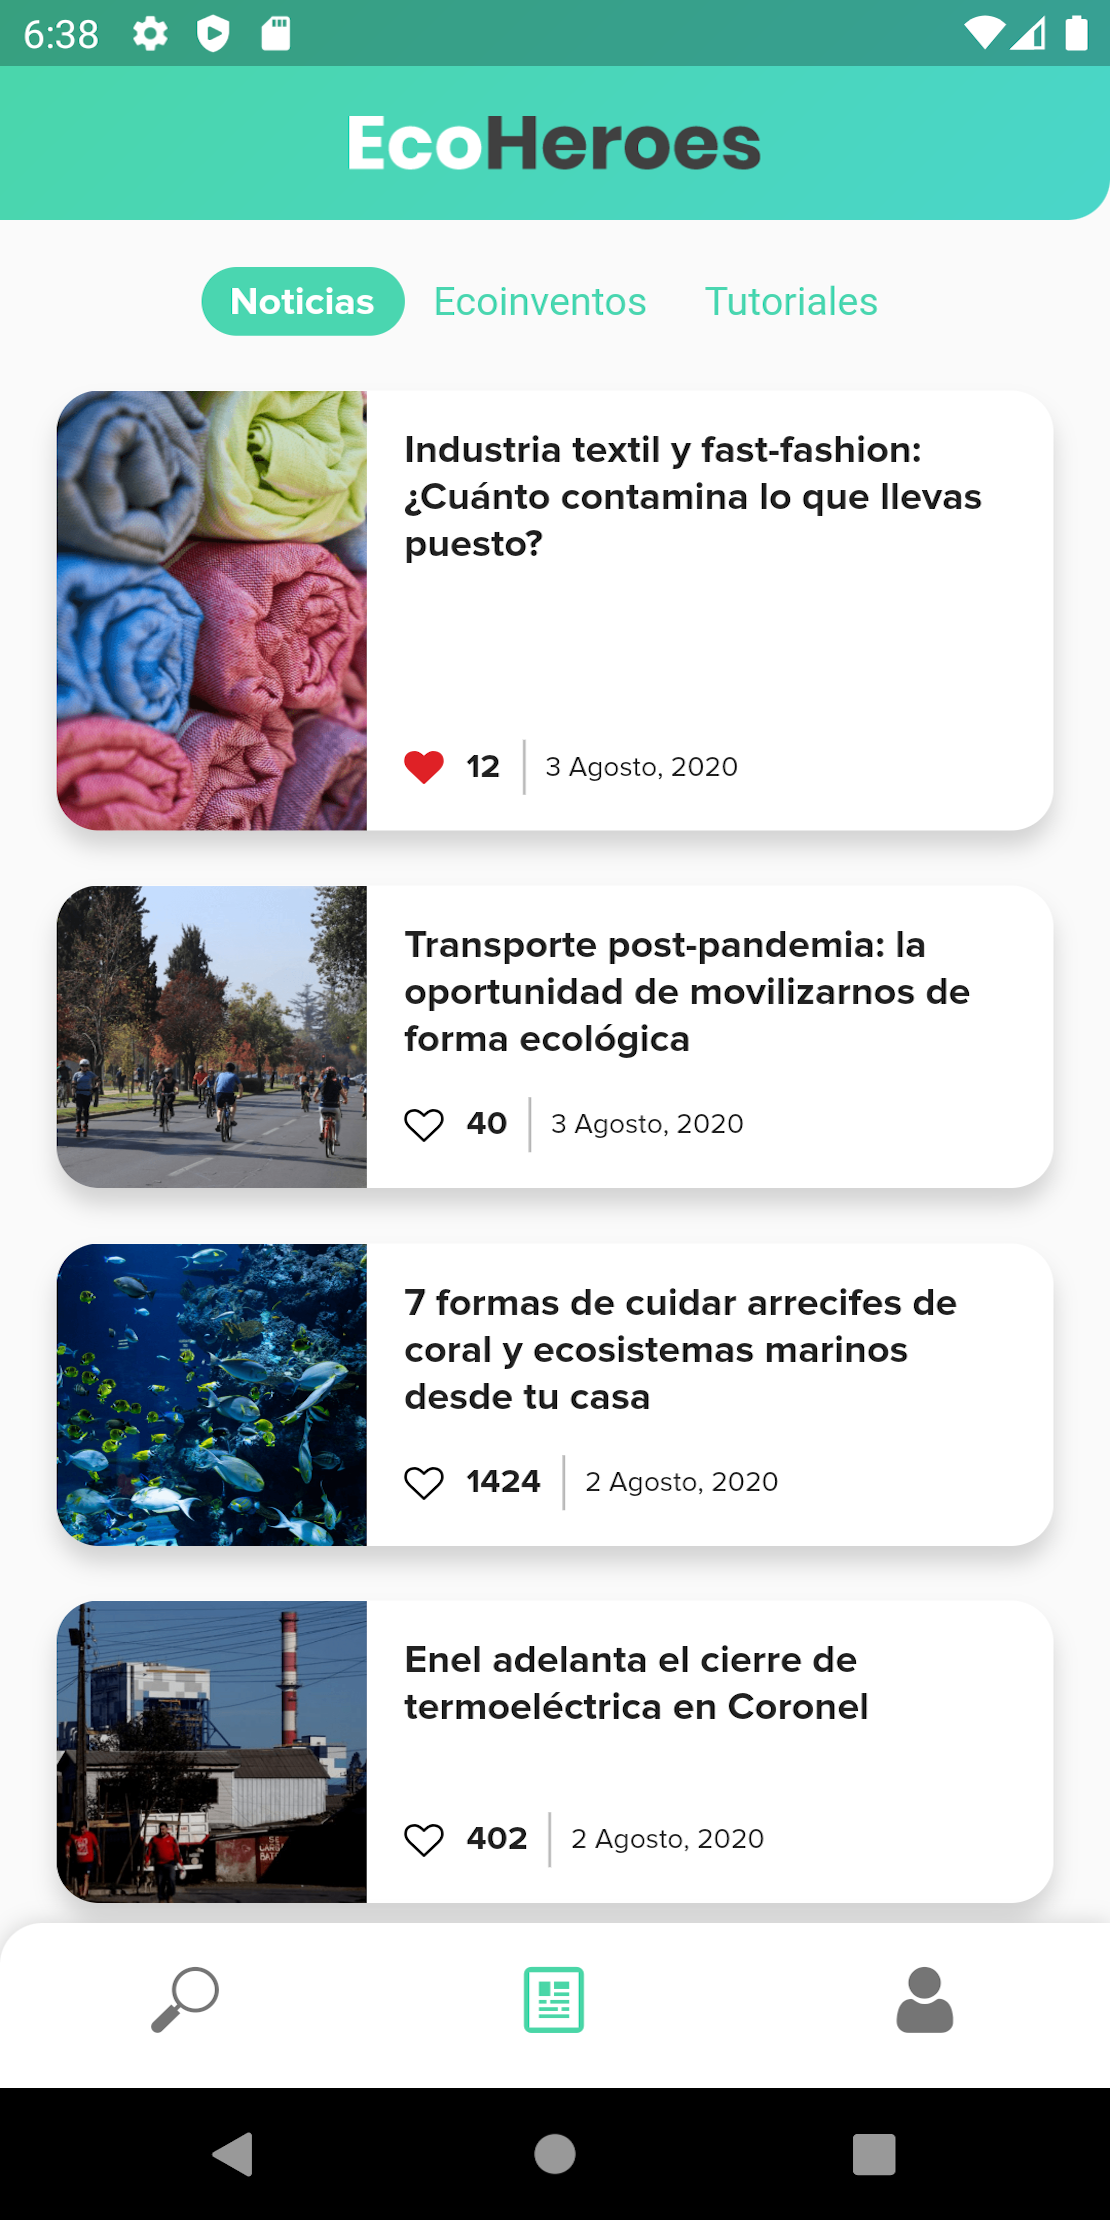 6:38
EcoHeroes
Noticias Ecoinventos Tutoriales
Industria textil y fast-fashion:
¿Cuánto contamina lo que llevas
puesto?
12 3 Agosto, 2020
Transporte post-pandemia: la
oportunidad de movilizarnos de
forma ecológica
40 3 Agosto, 2020
7 formas de cuidar arrecifes de
coral y ecosistemas marinos
desde tu casa
1424 2 Agosto, 2020
Enel adelanta el cierre de
termoeléctrica en Coronel
402 2 Agosto, 2020